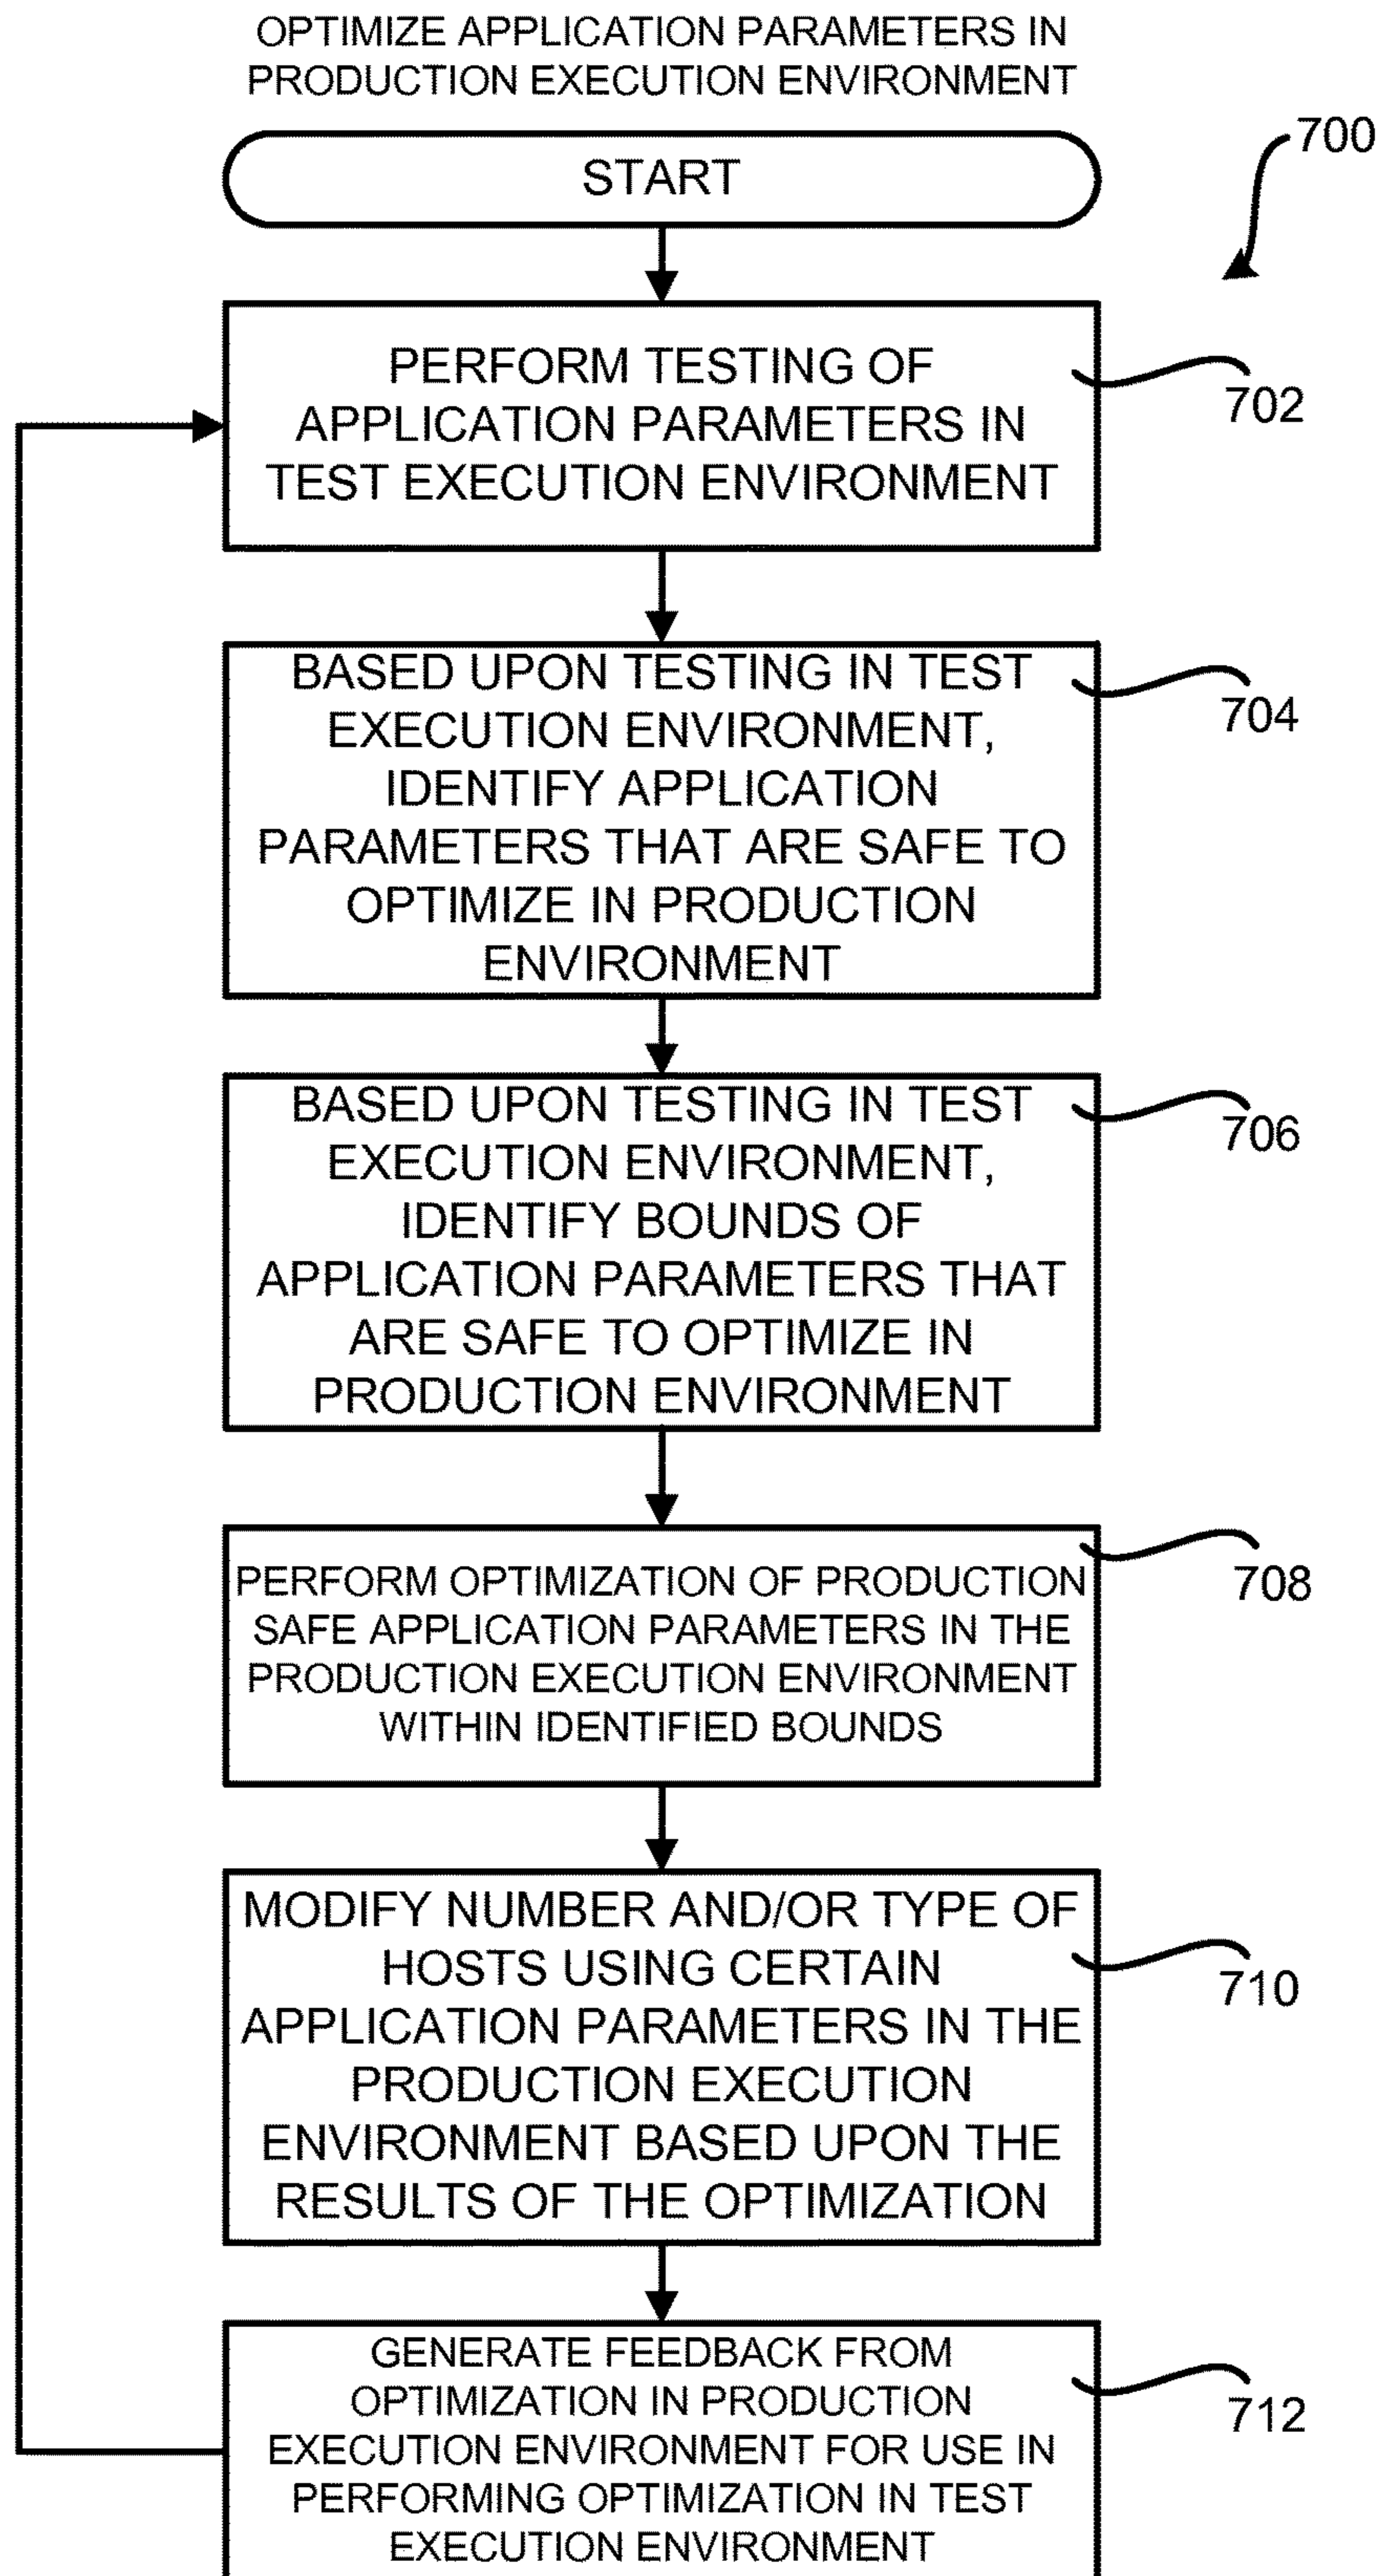 OPTIMIZE APPLICATION PARAMETERS IN
PRODUCTION EXECUTION ENVIRONMENT
700
START
PERFORM TESTING OF
APPLICATION PARAMETERS IN
TEST EXECUTION ENVIRONMENT
702
BASED UPON TESTING IN TEST
EXECUTION ENVIRONMENT,
IDENTIFY APPLICATION
PARAMETERS THAT ARE SAFE TO
OPTIMIZE IN PRODUCTION
ENVIRONMENT
704
BASED UPON TESTING IN TEST
EXECUTION ENVIRONMENT,
IDENTIFY BOUNDS OF
APPLICATION PARAMETERS THAT
ARE SAFE TO OPTIMIZE IN
PRODUCTION ENVIRONMENT
706
PERFORM OPTIMIZATION OF PRODUCTION
SAFE APPLICATION PARAMETERS IN THE
PRODUCTION EXECUTION ENVIRONMENT
WITHIN IDENTIFIED BOUNDS
708
MODIFY NUMBER AND/OR TYPE OF
HOSTS USING CERTAIN
APPLICATION PARAMETERS IN THE
PRODUCTION EXECUTION
ENVIRONMENT BASED UPON THE
RESULTS OF THE OPTIMIZATION
710
GENERATE FEEDBACK FROM
OPTIMIZATION IN PRODUCTION
EXECUTION ENVIRONMENT FOR USE IN
PERFORMING OPTIMIZATION IN TEST
EXECUTION ENVIRONMENT
712